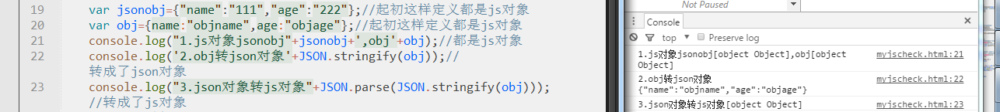 19 var jsonobj={"name":"111","age":"222"};//起初这样定义都是js对象
20 var obj={name:"objname",age:"objage"};//起初这样定义都是js对象
21 console.log("1.js对象jsonobj"+jsonobj+',obj'+obj);//都是js对象
22 console.log('2.obj转json对象'+JSON.stringify(obj));//
转成了json对象
23 console.log("3.json对象转js对象"+JSON.parse(JSON.stringify(obj)));
//转成了js对象
Not Paused
Console
top Preserve log
1.js对象jsonobj[object Object],obj[object myjscheck.html:21
Object]
2.obj转json对象 myjscheck.html:22
{"name":"objname","age":"objage"}
3.json对象转js对象[object Object] myjscheck.html:23